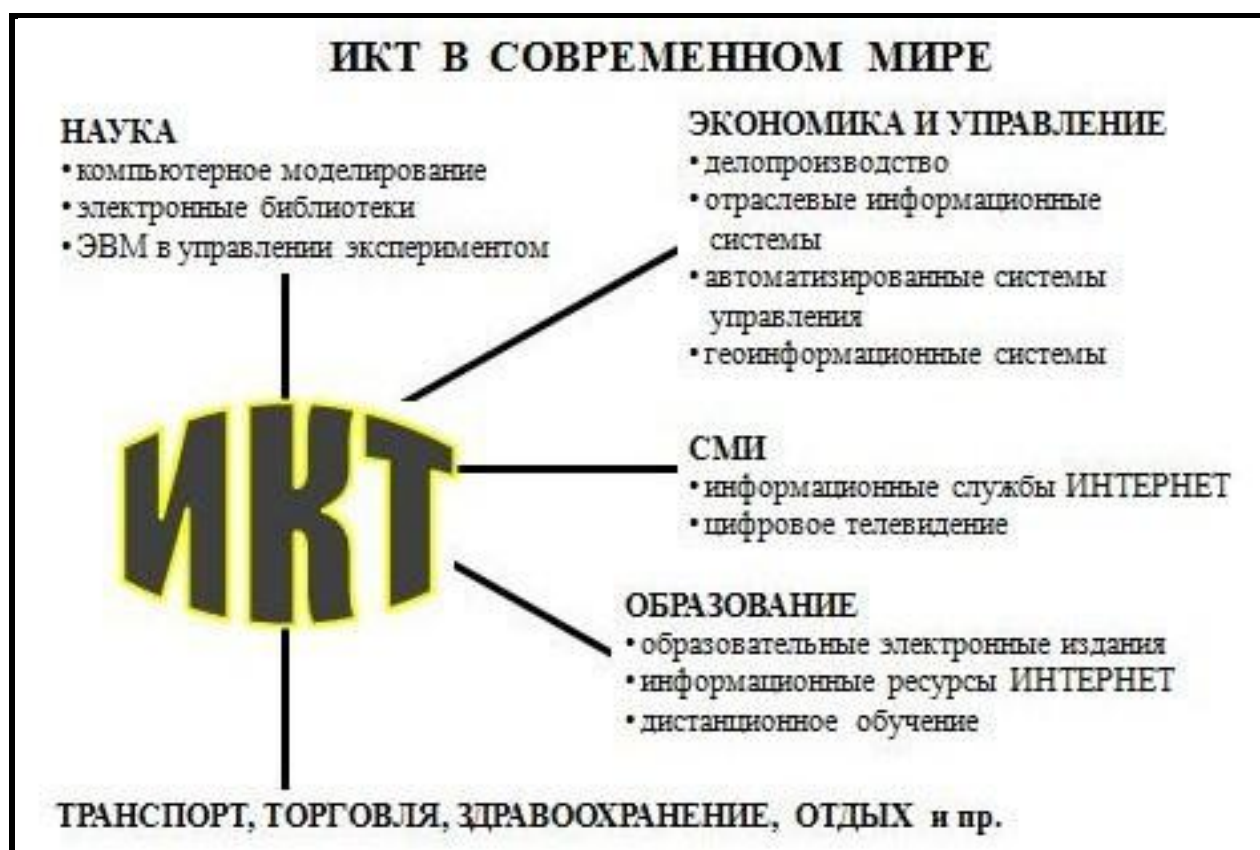 ИКТ В СОВРЕМЕННОМ МИРЕ
НАУКА
• компьютерное моделирование
• электронные библиотеки
• ЭВМ в управлении экспериментом
ЭКОНОМИКА И УПРАВЛЕНИЕ
• делопроизводство
• отраслевые информационные
системы
• автоматизированные системы
управления
• геоинформационные системы
ИКТ
СМИ
• информационные службы ИНТЕРНЕТ
• цифровое телевидение
ОБРАЗОВАНИЕ
• образовательные электронные издания
• информационные ресурсы ИНТЕРНЕТ
• дистанционное обучение
ТРАНСПОРТ, ТОРГОВЛЯ, ЗДРАВООХРАНЕНИЕ, ОТДЫХ и пр.